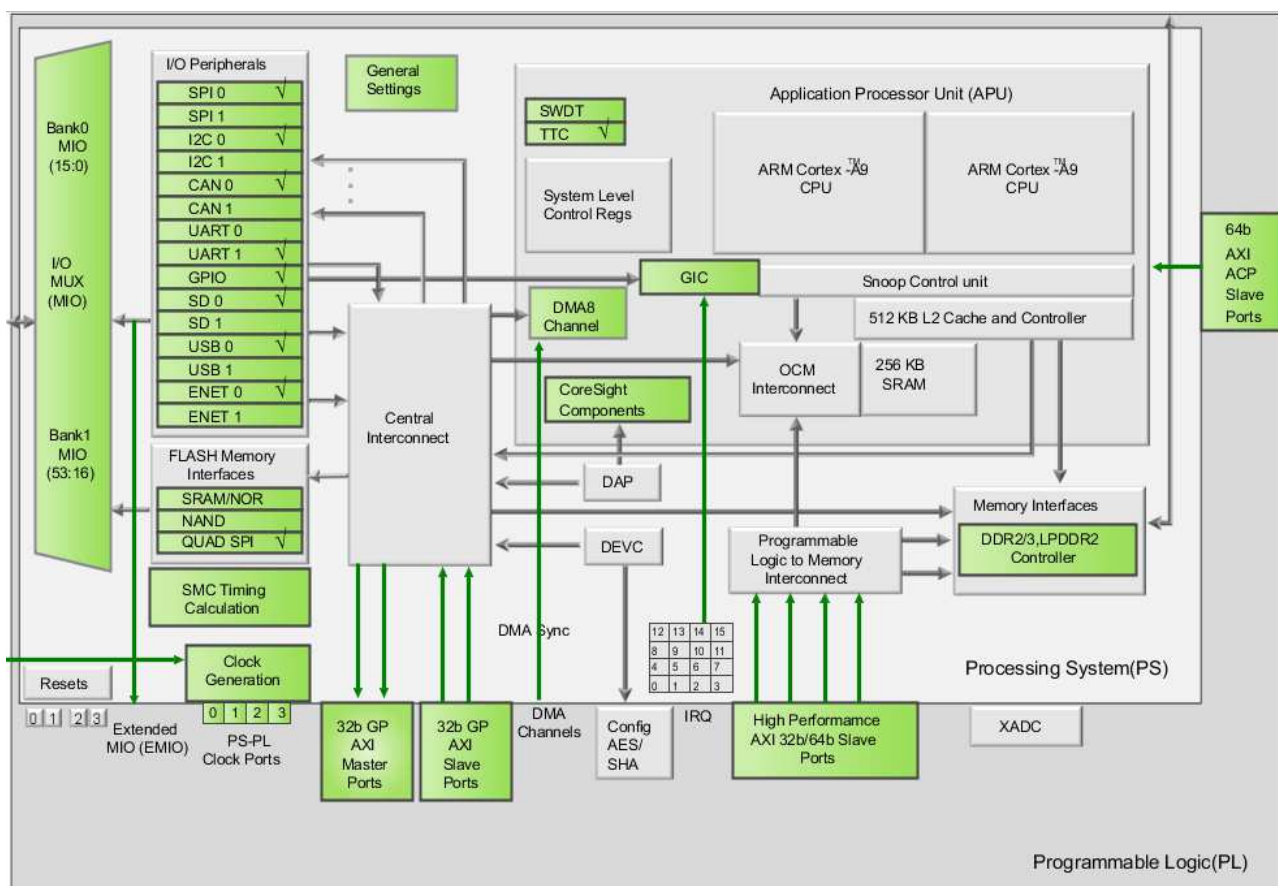 I/O Peripherals
SPI 0 √
SPI 1
I2C 0 √
I2C 1
CAN 0 √
CAN 1
UART 0
UART 1 √
GPIO √
SD 0 √
SD 1
USB 0 √
USB 1
ENET 0 √
ENET 1
Bank0
MIO
(15:0)
I/O
MUX
(MIO)
Bank1
MIO
(53:16)
FLASH Memory
Interfaces
SRAM/NOR
NAND
QUAD SPI √
SMC Timing
Calculation
General
Settings
Application Processor Unit (APU)
SWDT
TTC √
System Level
Control Regs
ARM Cortex -A9™
CPU
ARM Cortex -A9™
CPU
GIC
Snoop Control unit
DMA8
Channel
512 KB L2 Cache and Controller
OCM
Interconnect
256 KB
SRAM
CoreSight
Components
Central
Interconnect
DAP
DEVC
Memory Interfaces
DDR2/3,LPDDR2
Controller
Programmable
Logic to Memory
Interconnect
64b
AXI
ACP
Slave
Ports
DMA Sync
12 13 14 15
8 9 10 11
4 5 6 7
0 1 2 3
Processing System(PS)
Clock
Generation
Resets
0 1 2 3
0 1 2 3
Extended
MIO (EMIO)
PS-PL
Clock Ports
32b GP
AXI
Master
Ports
32b GP
AXI
Slave
Ports
DMA
Channels
Config
AES/
SHA
IRQ
High Performamce
AXI 32b/64b Slave
Ports
XADC
Programmable Logic(PL)